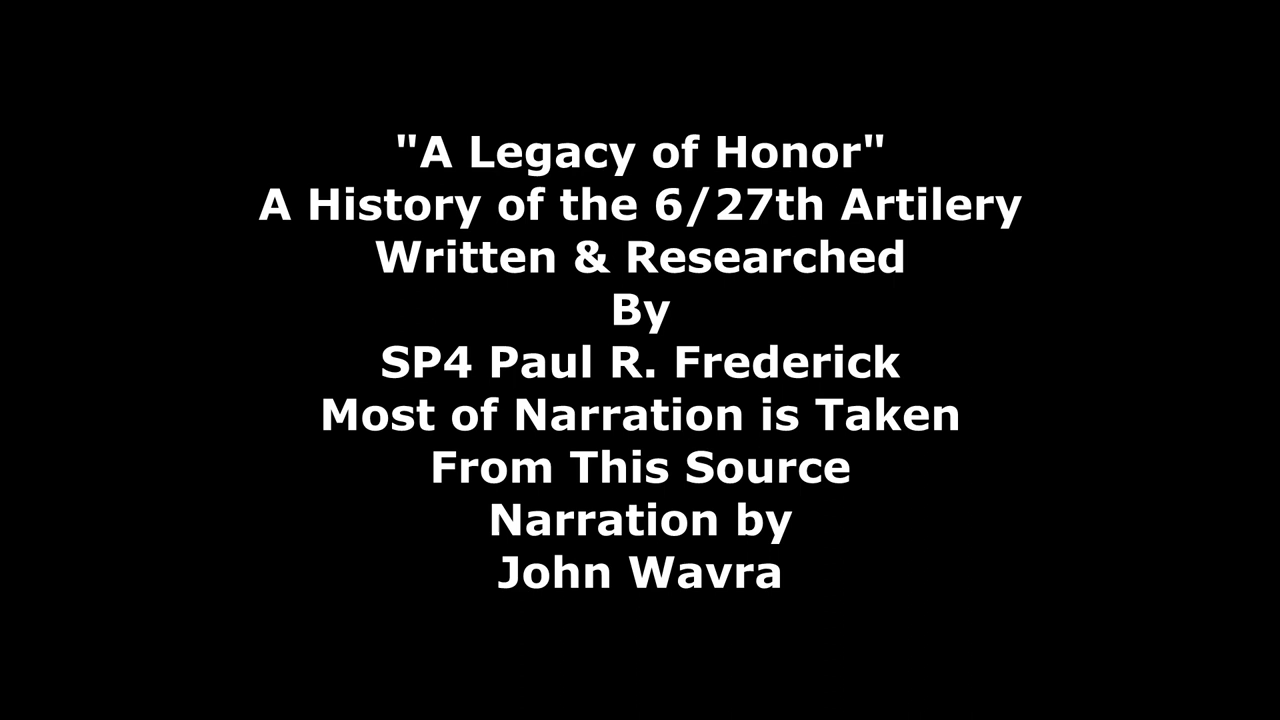 "A Legacy of Honor"
A History of the 6/27th Artilery
Written & Researched
By
SP4 Paul R. Frederick
Most of Narration is Taken
From This Source
Narration by
John Wavra